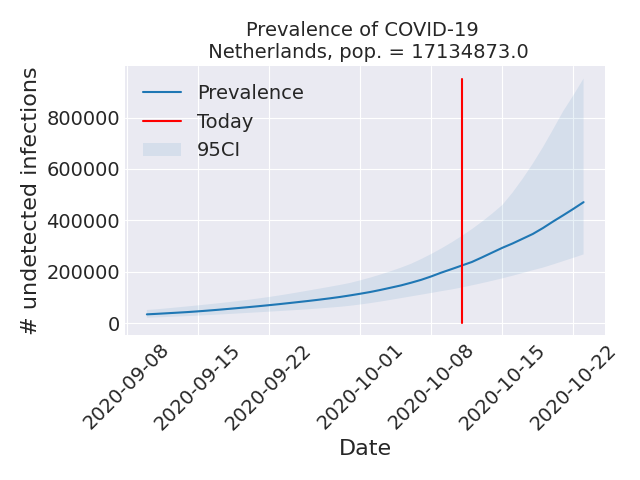 Prevalence of COVID-19
Netherlands, pop. = 17134873.0
# undetected infections
800000
600000
400000
200000
0
Prevalence
Today
95CI
2020-09-08
2020-09-15
2020-09-22
2020-10-01
2020-10-08
2020-10-15
2020-10-22
Date